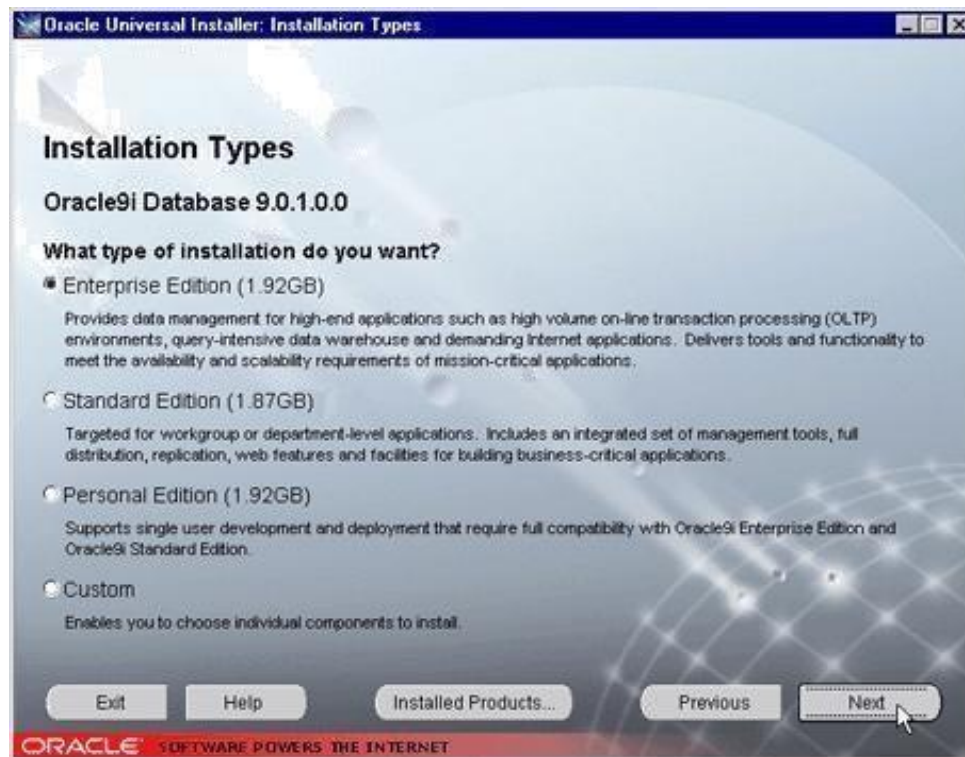 Oracle Universal Installer: Installation Types
Installation Types
Oracle9i Database 9.0.1.0.0
What type of installation do you want?
Enterprise Edition (1.92GB)
Provides data management for high-end applications such as high volume on-line transaction processing (OLTP)
environments, query-intensive data warehouse and demanding Internet applications. Delivers tools and functionality to
meet the availability and scalability requirements of mission-critical applications.
Standard Edition (1.87GB)
Targeted for workgroup or department-level applications. Includes an integrated set of management tools, full
distribution, replication, web features and facilities for building business-critical applications.
Personal Edition (1.92GB)
Supports single user development and deployment that require full compatibility with Oracle9i Enterprise Edition and
Oracle9i Standard Edition.
Custom
Enables you to choose individual components to install.
Exit Help Installed Products... Previous Next
ORACLE SOFTWARE POWERS THE INTERNET